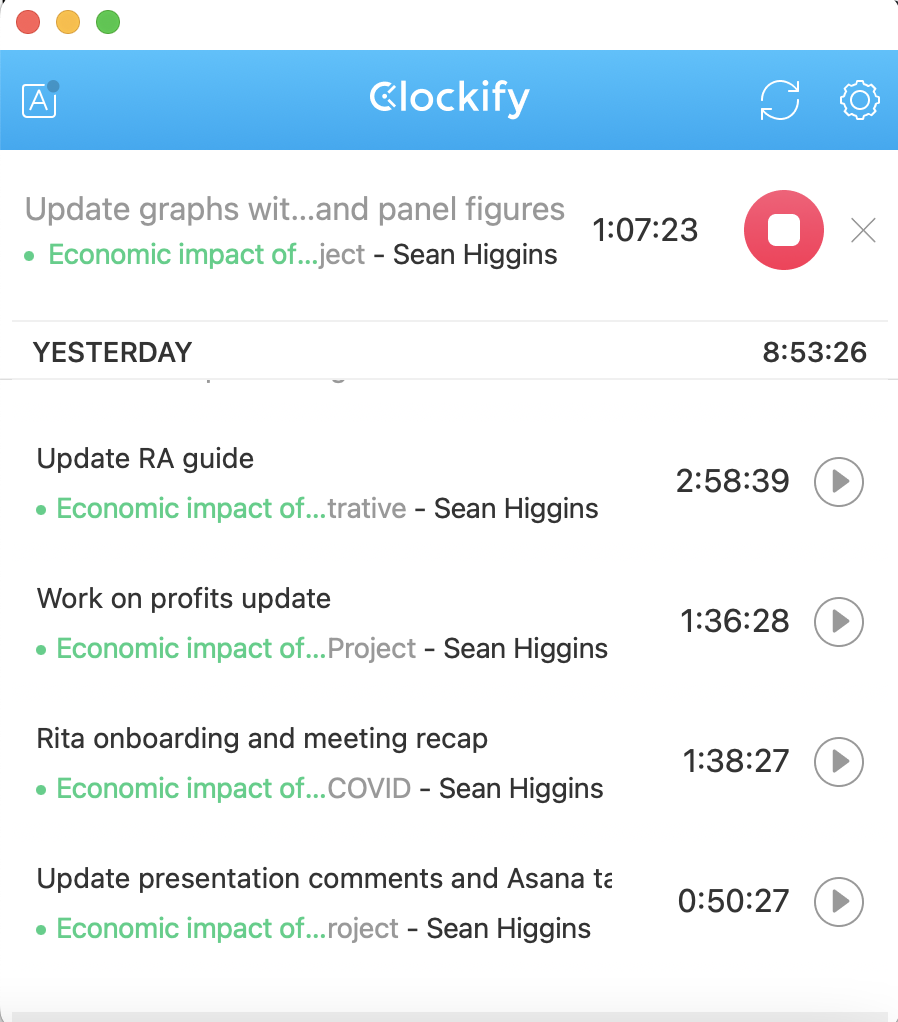 A
Clockify
Update graphs wit...and panel figures
1:07:23
Economic impact of...ject - Sean Higgins
YESTERDAY
8:53:26
Update RA guide
2:58:39
Economic impact of...trative - Sean Higgins
Work on profits update
1:36:28
Economic impact of...Project - Sean Higgins
Rita onboarding and meeting recap
1:38:27
Economic impact of...COVID - Sean Higgins
Update presentation comments and Asana ta
0:50:27
Economic impact of...roject - Sean Higgins